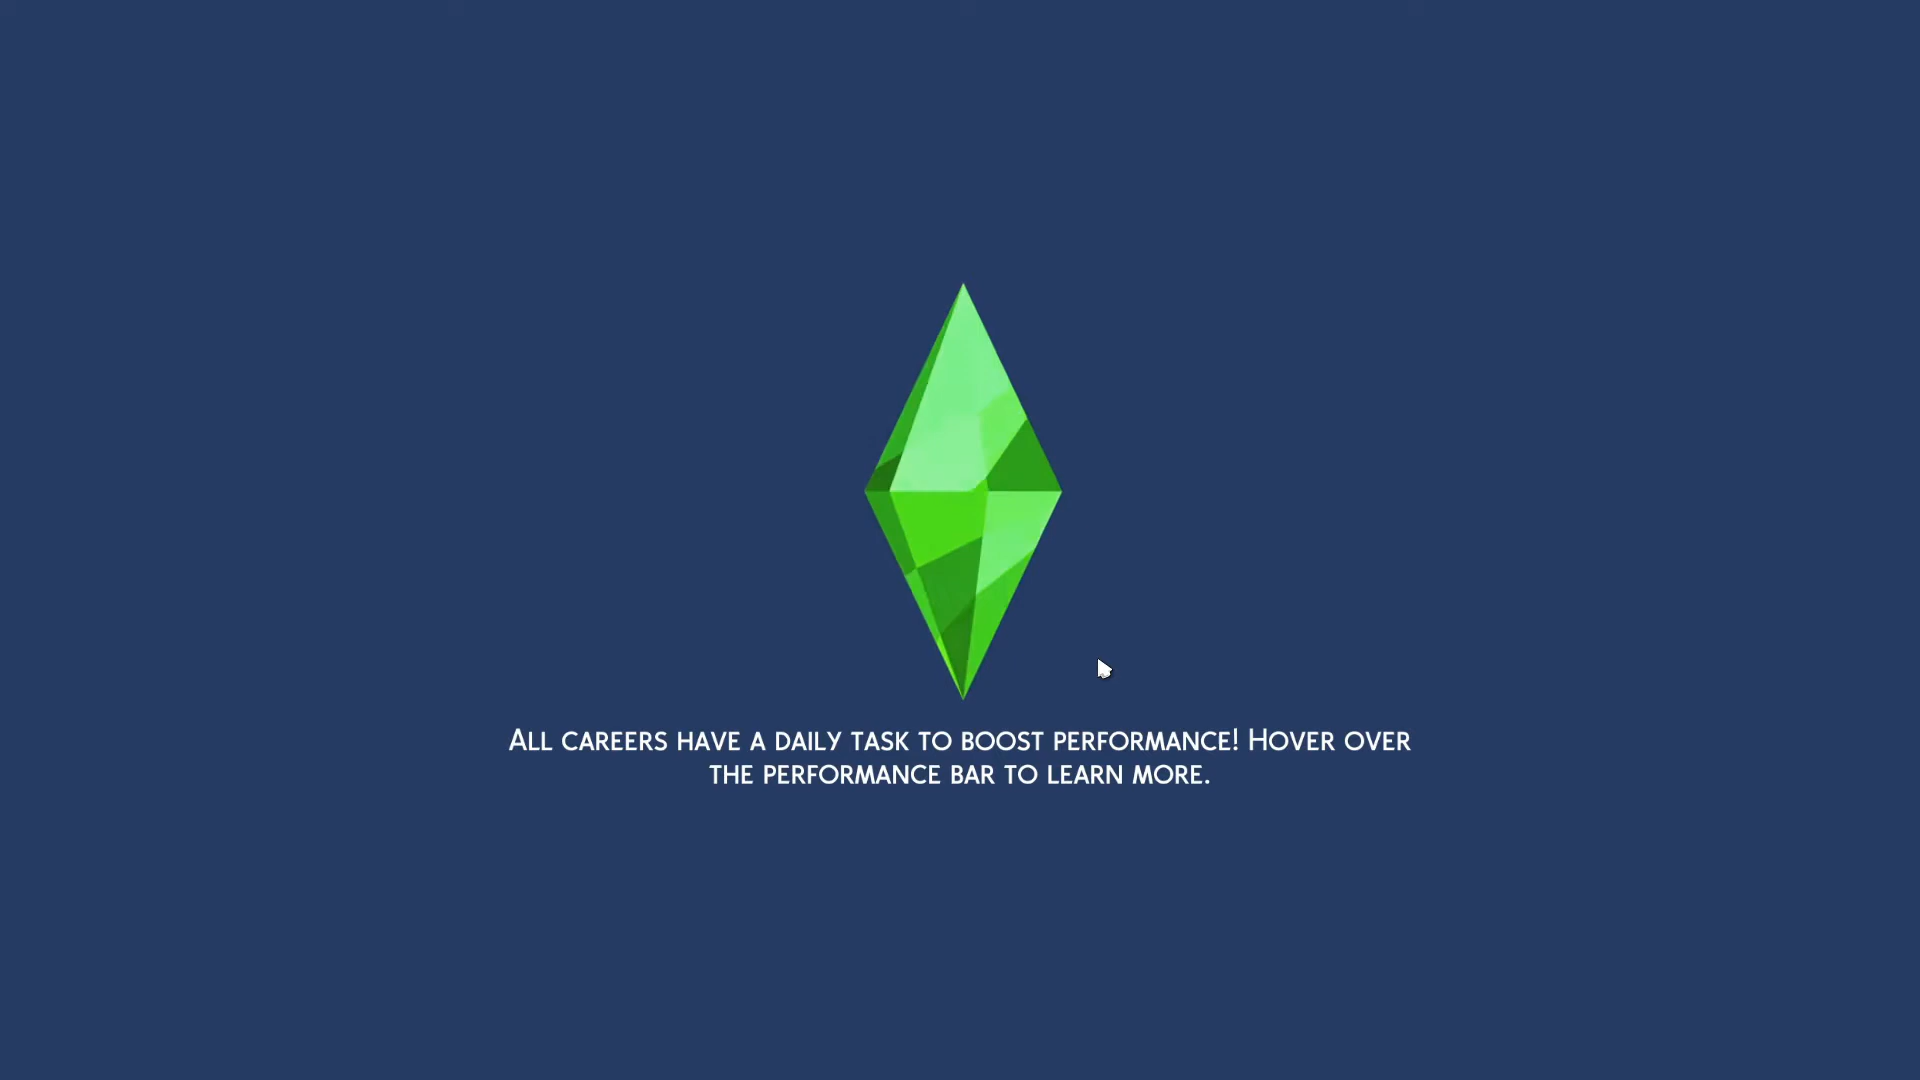 All careers have a daily task to boost performance! Hover over
the performance bar to learn more.